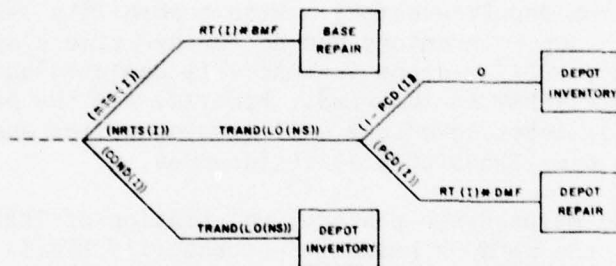 RT(I)*BMF
BASE
REPAIR
(RTS(I))
(NRTS(I))
TRAND(LO(NS))
(COND(I))
TRAND(LO(NS))
DEPOT
INVENTORY
(1-PCD(I))
O
DEPOT
INVENTORY
(PCD(I))
RT(I)*DMF
DEPOT
REPAIR